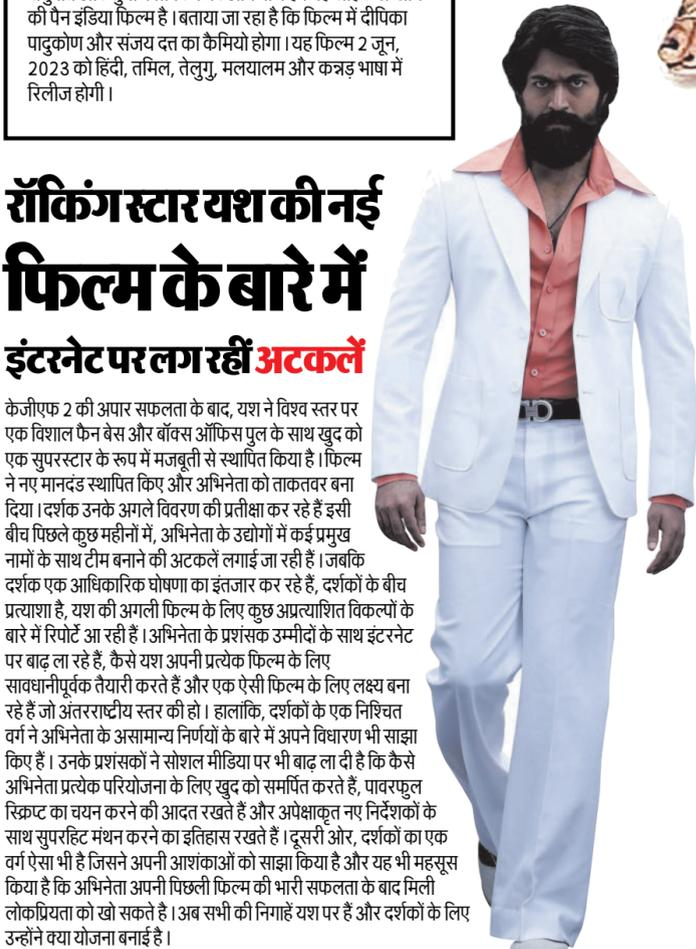 की पैन इंडिया फिल्म है । बताया जा रहा है कि फिल्म में दीपिका
पादुकोण और संजय दत्त का कैमियो होगा । यह फिल्म 2 जून,
2023 को हिंदी, तमिल, तेलुगु, मलयालम और कन्नड़ भाषा में
रिलीज होगी ।
रॉकिंग स्टार यश की नई
फिल्म के बारे में
इंटरनेट पर लग रहीं अटकलें
केजीएफ 2 की अपार सफलता के बाद, यश ने विश्व स्तर पर
एक विशाल फैन बेस और बॉक्स ऑफिस पुल के साथ खुद को
एक सुपरस्टार के रूप में मजबूती से स्थापित किया है । फिल्म
ने नए मानदंड स्थापित किए और अभिनेता को ताकतवर बना
दिया । दर्शक उनके अगले विवरण की प्रतीक्षा कर रहे हैं इसी
बीच पिछले कुछ महीनों में, अभिनेता के उद्योगों में कई प्रमुख
नामों के साथ टीम बनाने की अटकलें लगाई जा रही हैं । जबकि
दर्शक एक आधिकारिक घोषणा का इंतजार कर रहे हैं, दर्शकों के बीच
प्रत्याशा है, यश की अगली फिल्म के लिए कुछ अप्रत्याशित विकल्पों के
बारे में रिपोर्टे आ रही हैं । अभिनेता के प्रशंसक उम्मीदों के साथ इंटरनेट
पर बाढ़ ला रहे हैं, कैसे यश अपनी प्रत्येक फिल्म के लिए
सावधानीपूर्वक तैयारी करते हैं और एक ऐसी फिल्म के लिए लक्ष्य बना
रहे हैं जो अंतरराष्ट्रीय स्तर की हो । हालांकि, दर्शकों के एक निश्चित
वर्ग ने अभिनेता के असामान्य निर्णयों के बारे में अपने विधारण भी साझा
किए हैं । उनके प्रशंसकों ने सोशल मीडिया पर भी बाढ़ ला दी है कि कैसे
अभिनेता प्रत्येक परियोजना के लिए खुद को समर्पित करते हैं, पावरफुल
स्क्रिप्ट का चयन करने की आदत रखते हैं और अपेक्षाकृत नए निर्देशकों के
साथ सुपरहिट मंथन करने का इतिहास रखते हैं । दूसरी ओर, दर्शकों का एक
वर्ग ऐसा भी है जिसने अपनी आशंकाओं को साझा किया है और यह भी महसूस
किया है कि अभिनेता अपनी पिछली फिल्म की भारी सफलता के बाद मिली
लोकप्रियता को खो सकते है । अब सभी की निगाहें यश पर हैं और दर्शकों के लिए
उन्होंने क्या योजना बनाई है ।